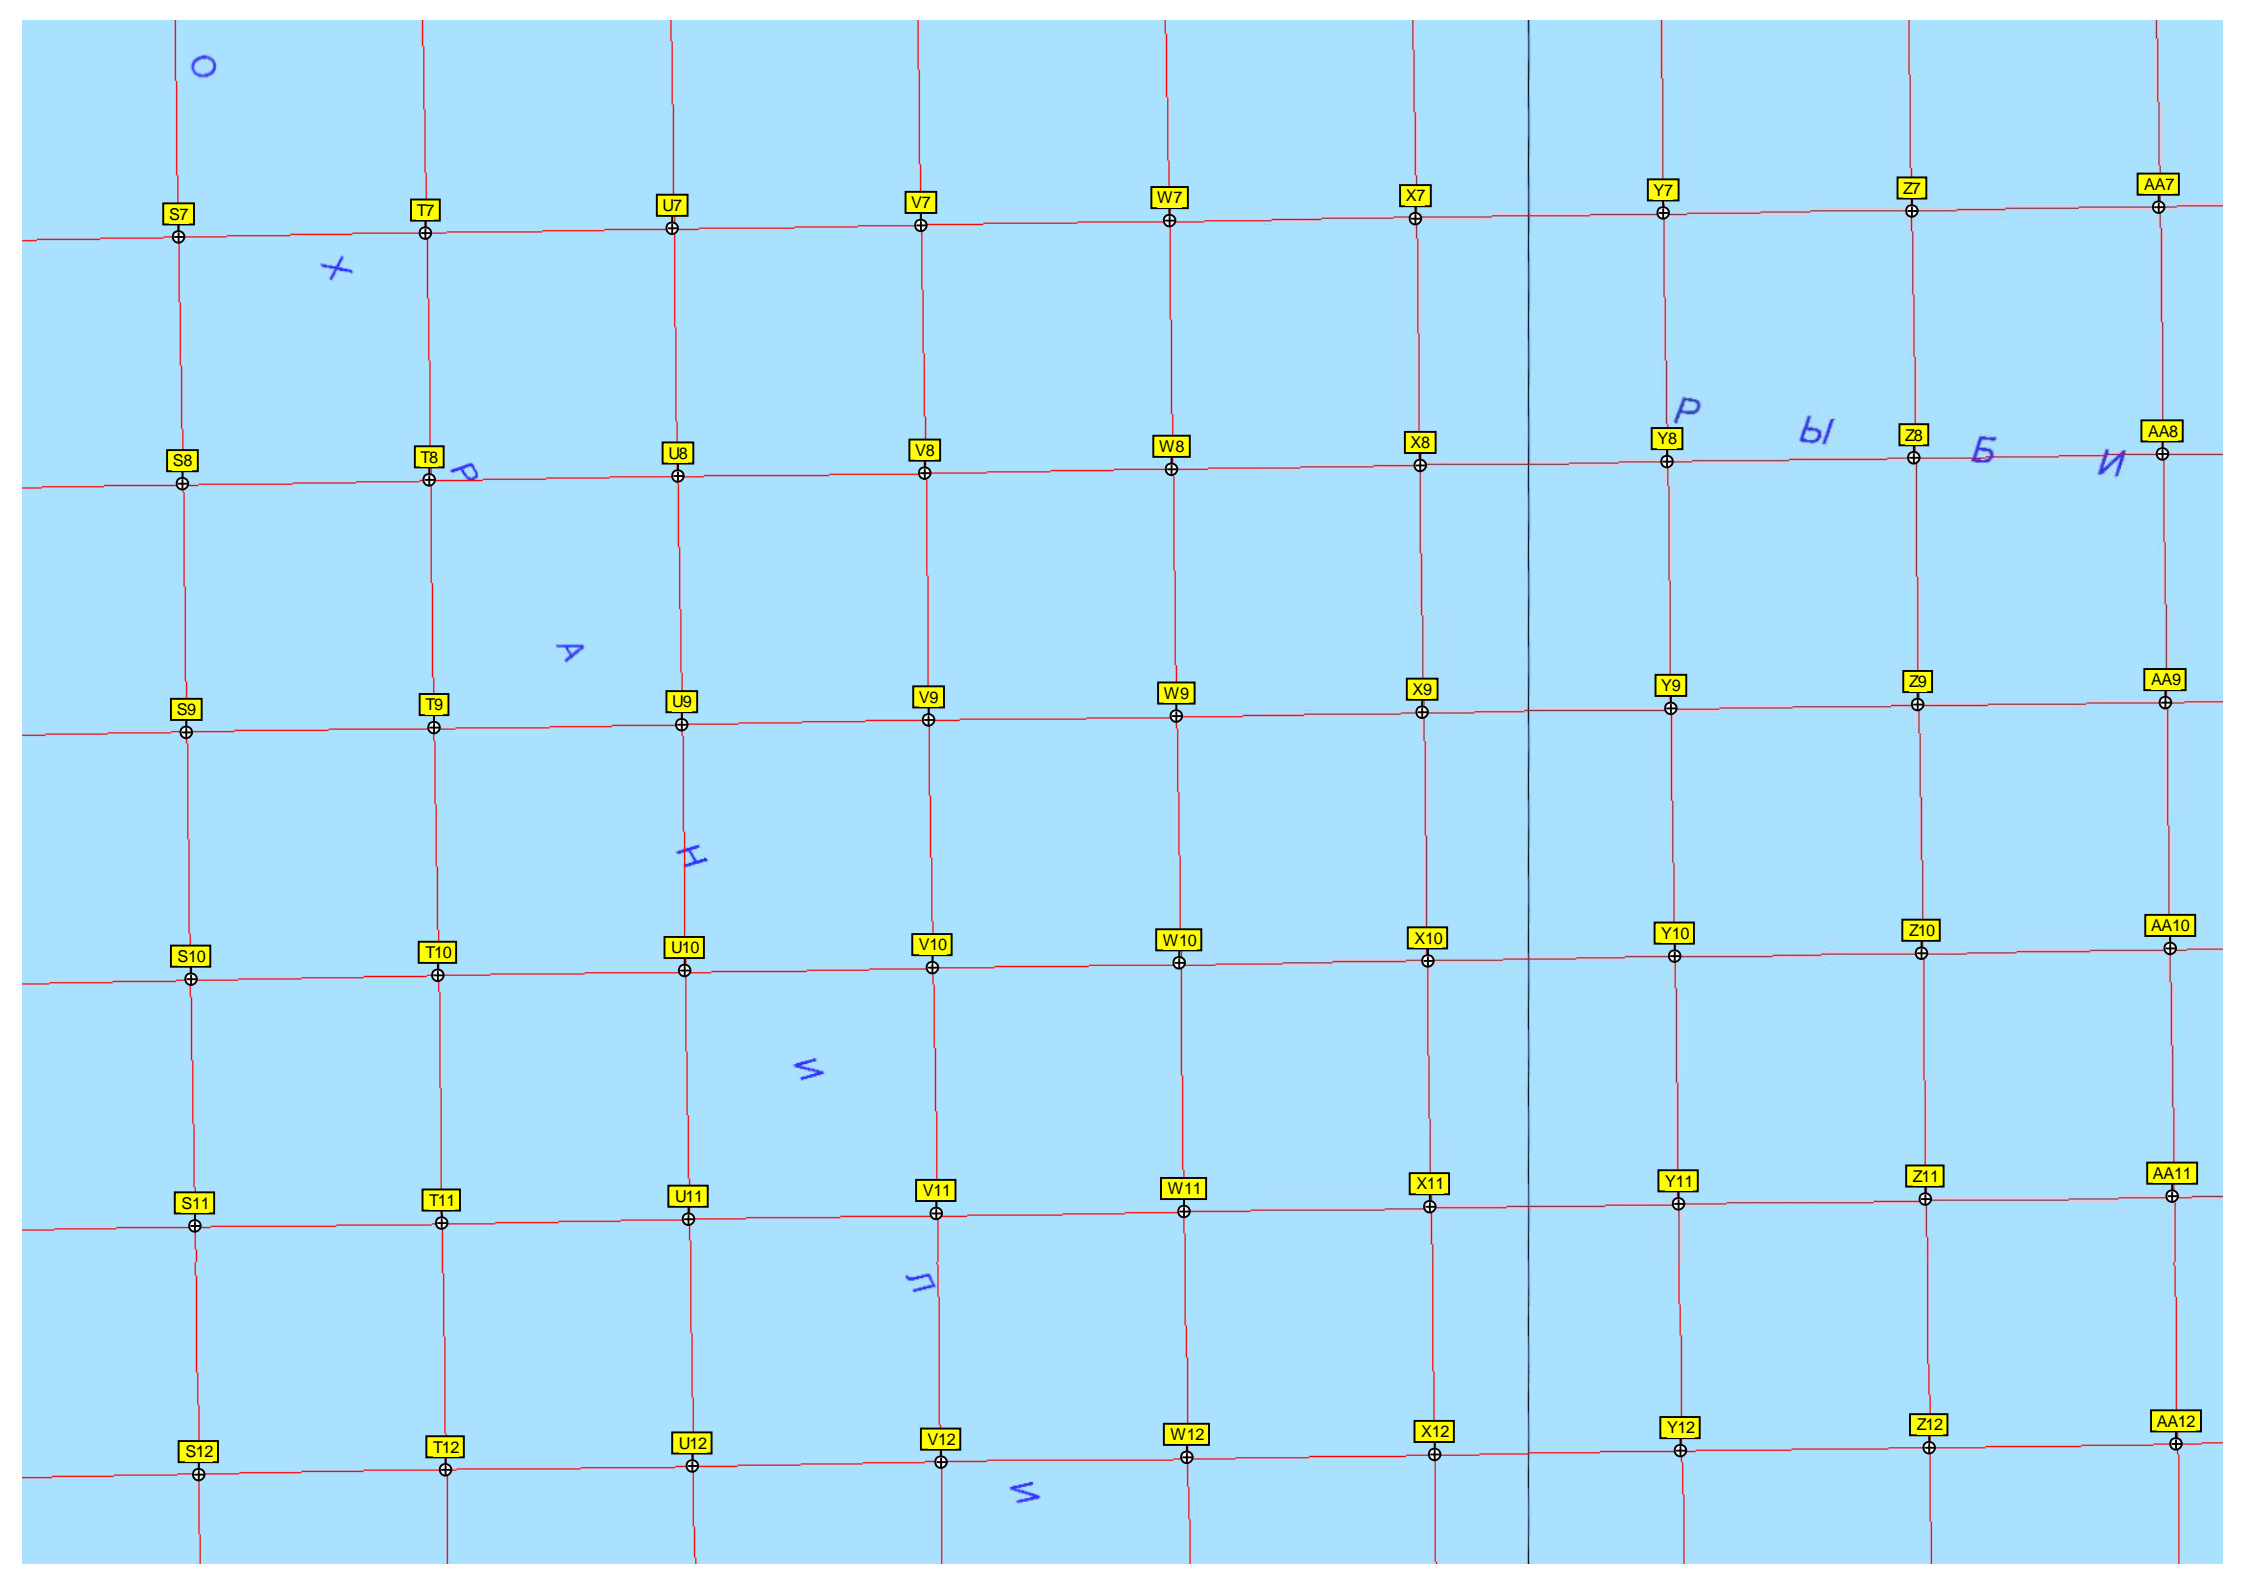 О
S7 T7 U7 V7 W7 X7 Y7 Z7 AA7
Х
Р Ы Б И
S8 T8 U8 V8 W8 X8 Y8 Z8 AA8
Р
А
S9 T9 U9 V9 W9 X9 Y9 Z9 AA9
Н
S10 T10 U10 V10 W10 X10 Y10 Z10 AA10
И
S11 T11 U11 V11 W11 X11 Y11 Z11 AA11
Л
S12 T12 U12 V12 W12 X12 Y12 Z12 AA12
И